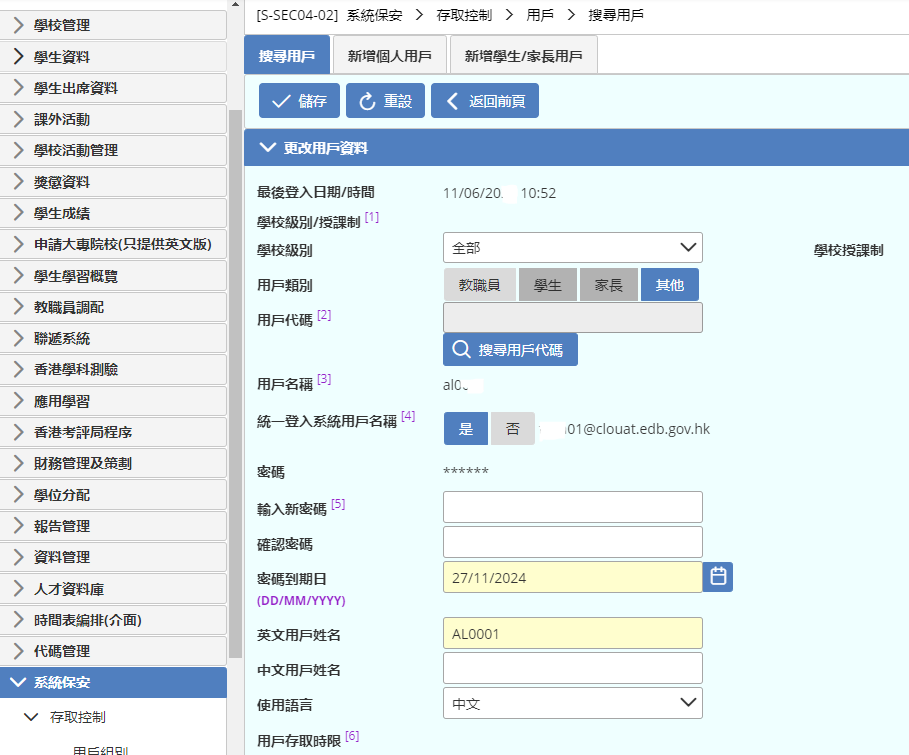 學校管理
學生資料
學生出席資料
課外活動
學校活動管理
獎懲資料
學生成績
申請大專院校(只提供英文版)
學生學習概覽
教職員調配
聯遞系統
香港學科測驗
應用學習
香港考評局程序
財務管理及策劃
學位分配
報告管理
資料管理
人才資料庫
時間表編排(介面)
代碼管理
系統保安
存取控制
用戶組別
[S-SEC04-02] 系統保安 > 存取控制 > 用戶 > 搜尋用戶
搜尋用戶 新增個人用戶 新增學生/家長用戶
儲存 重設 返回前頁
更改用戶資料
最後登入日期/時間 11/06/20 10:52
學校級別/授課制 [1]
學校級別 全部 學校授課制
用戶類別 教職員 學生 家長 其他
用戶代碼 [2]
搜尋用戶代碼
用戶名稱 [3] al0
統一登入系統用戶名稱 [4] 是 否 01@clouat.edb.gov.hk
密碼 ******
輸入新密碼 [5]
確認密碼
密碼到期日 27/11/2024
(DD/MM/YYYY)
英文用戶姓名 AL0001
中文用戶姓名
使用語言 中文
用戶存取時限 [6]